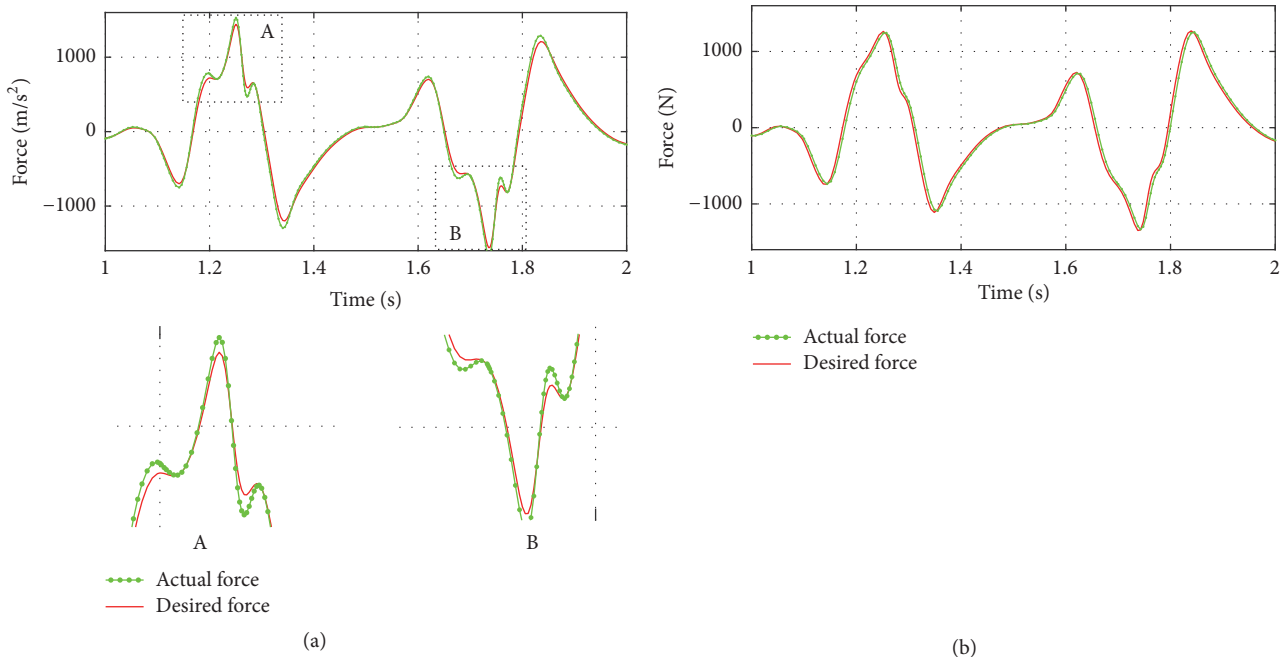 Force (m/s²)
1000
0
−1000
A
B
1
1.2
1.4
1.6
1.8
2
Time (s)
A
B
Actual force
Desired force
(a)
Force (N)
1000
0
−1000
1
1.2
1.4
1.6
1.8
2
Time (s)
Actual force
Desired force
(b)